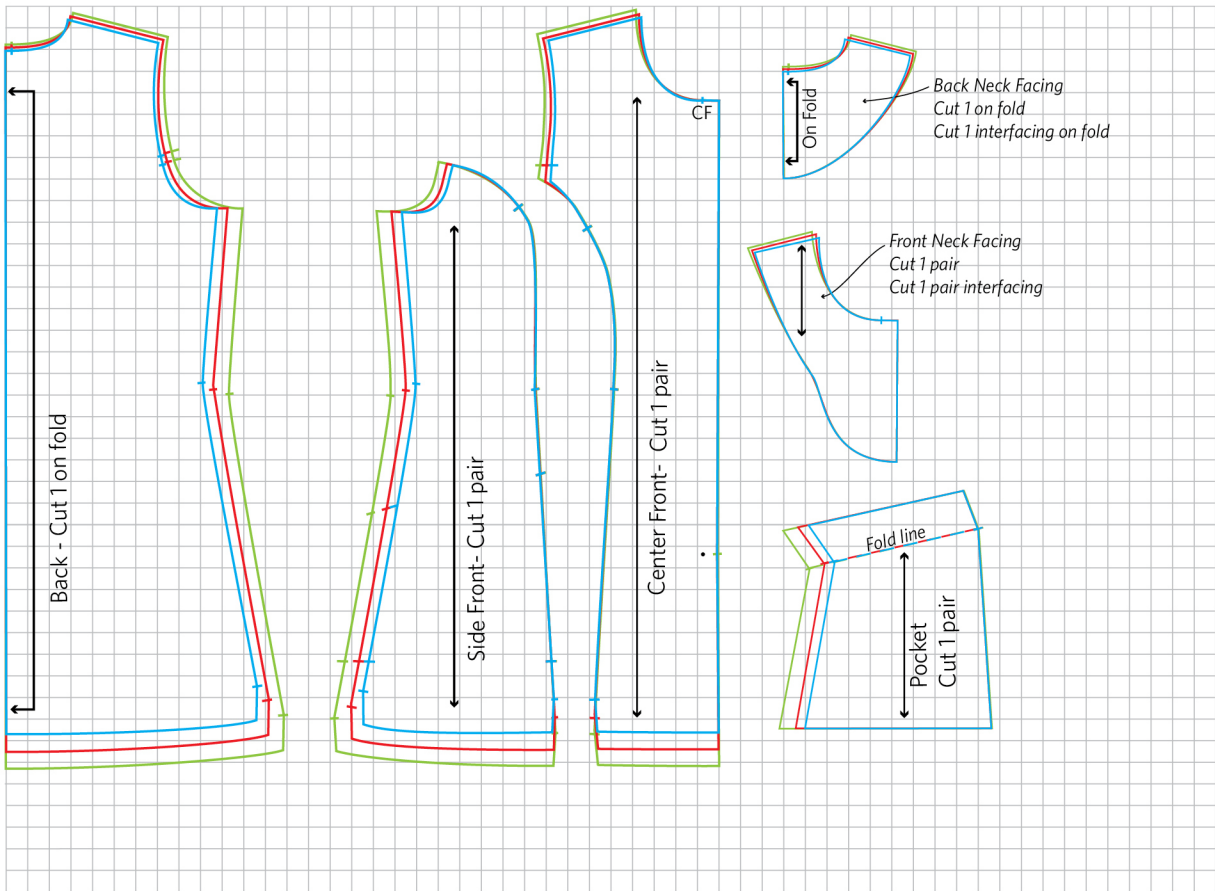 Back - Cut 1 on fold
Side Front- Cut 1 pair
Center Front- Cut 1 pair
CF
On Fold
Back Neck Facing
Cut 1 on fold
Cut 1 interfacing on fold
Front Neck Facing
Cut 1 pair
Cut 1 pair interfacing
Fold line
Pocket
Cut 1 pair